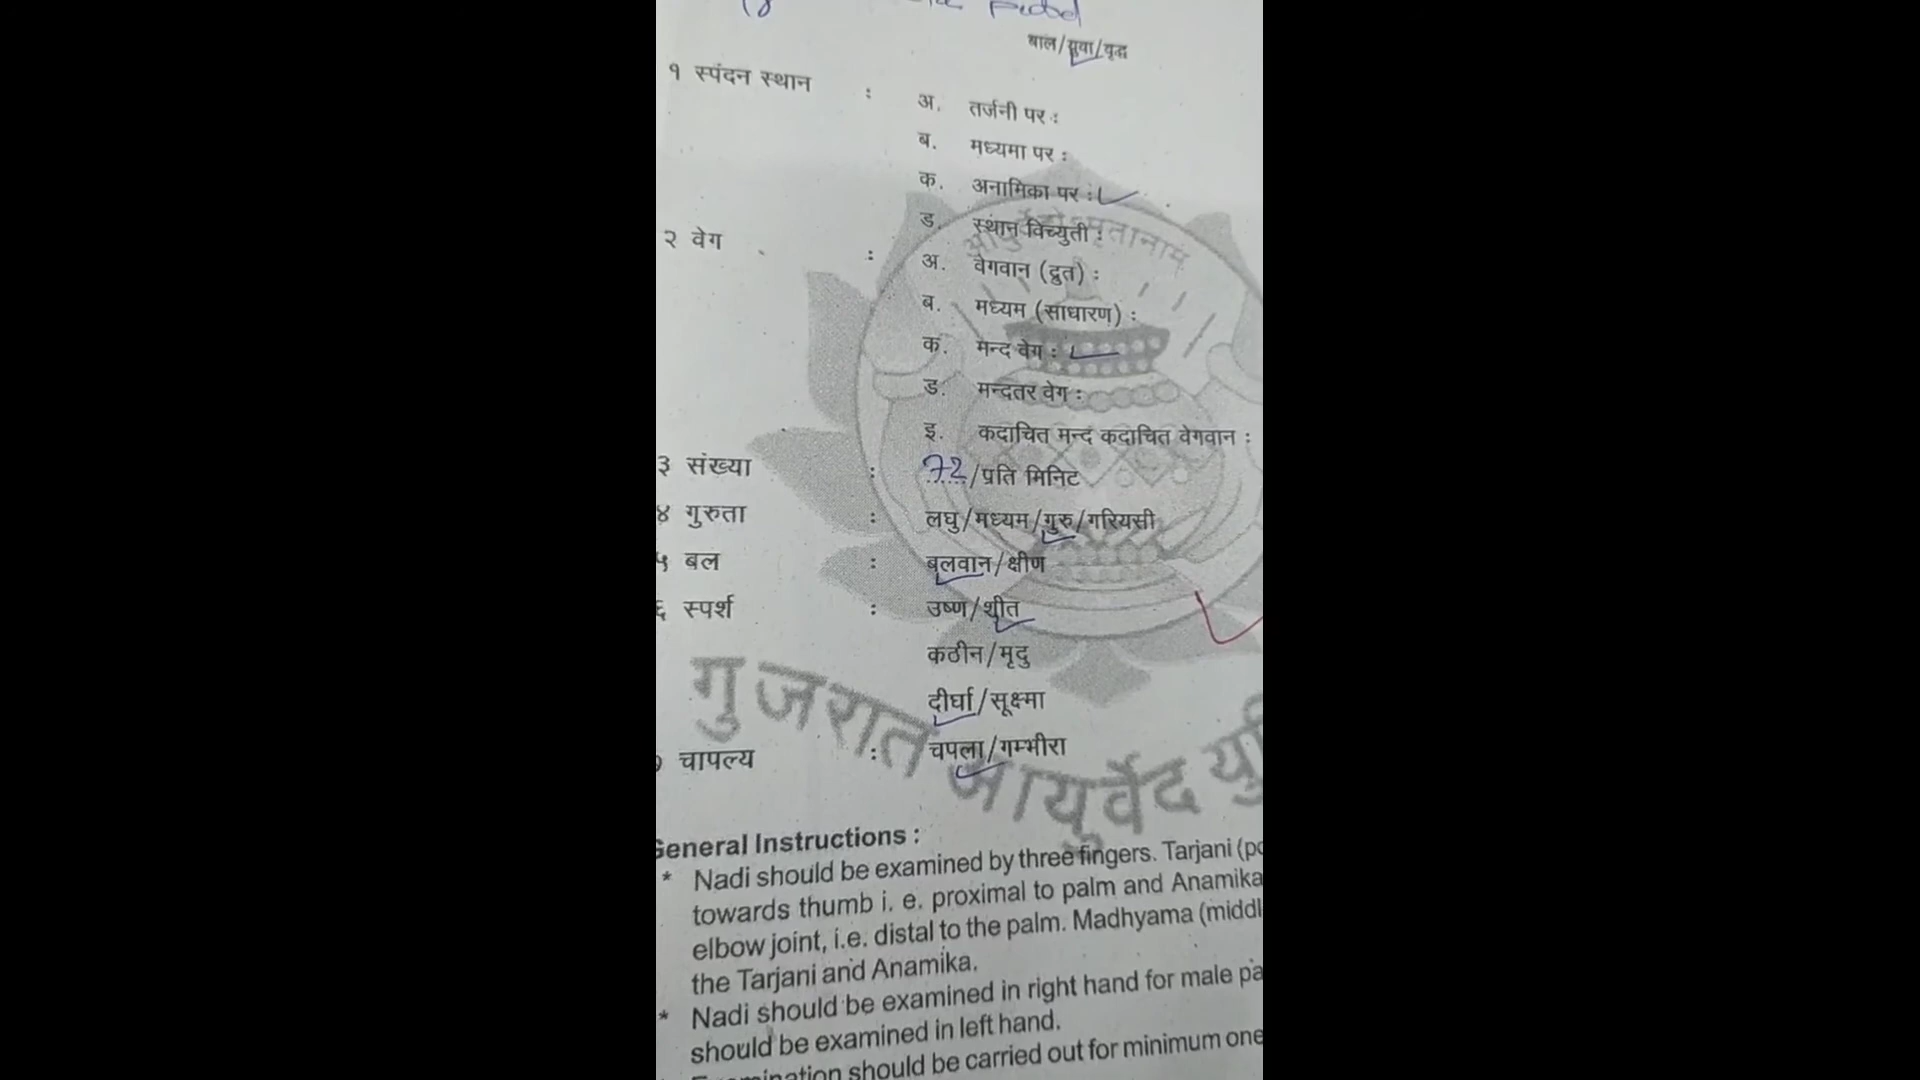 बाल/युवा/वृद्ध
१ स्पंदन स्थान :
अ. तर्जनी पर :
ब. मध्यमा पर :
क. अनामिका पर :
ड. स्थान विच्युती :
२ वेग :
अ. वेगवान (द्रुत) :
ब. मध्यम (साधारण) :
क. मन्द वेग :
ड. मन्दतर वेग :
इ. कदाचित मन्द कदाचित वेगवान :
३ संख्या : 72/प्रति मिनिट
४ गुरुता : लघु/मध्यम/गुरु/गरियसी
५ बल : बलवान/क्षीण
६ स्पर्श : उष्ण/शीत
कठीन/मृदु
दीर्घा/सूक्ष्मा
चापल्य : चपला/गम्भीरा
गुजरात आयुर्वेद
General Instructions :
* Nadi should be examined by three fingers. Tarjani
towards thumb i. e. proximal to palm and Anamika
elbow joint, i.e. distal to the palm. Madhyama
the Tarjani and Anamika.
* Nadi should be examined in right hand for male
should be examined in left hand.
should be carried out for minimum one